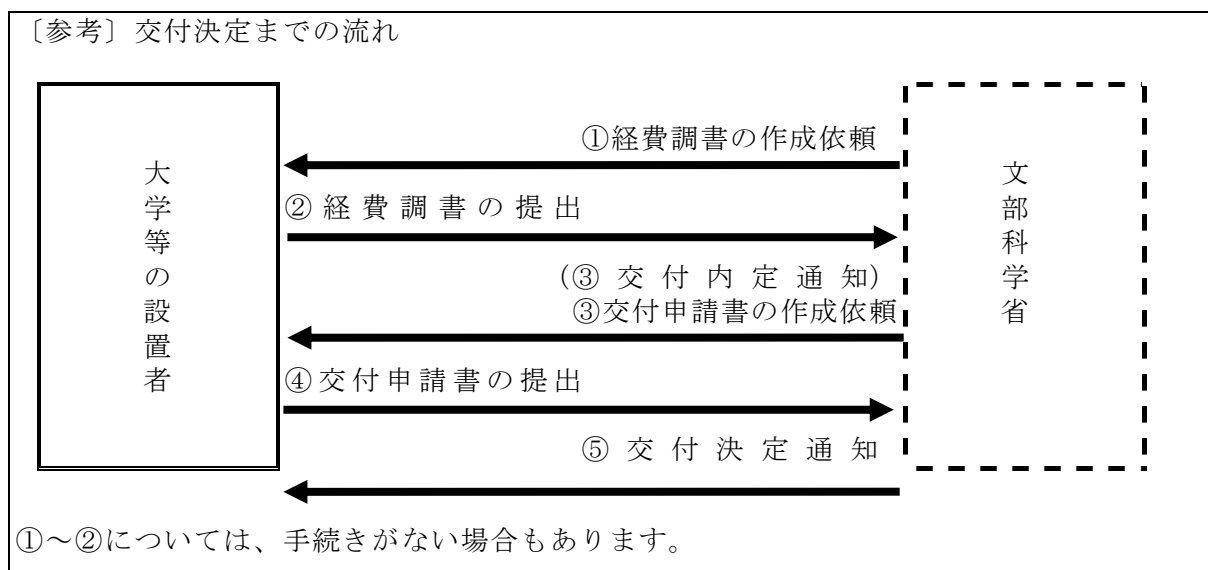 〔参考〕交付決定までの流れ
大学等の設置者
①経費調書の作成依頼
②経費調書の提出
(③交付内定通知)
③交付申請書の作成依頼
④交付申請書の提出
⑤交付決定通知
文部科学省
①～②については、手続きがない場合もあります。